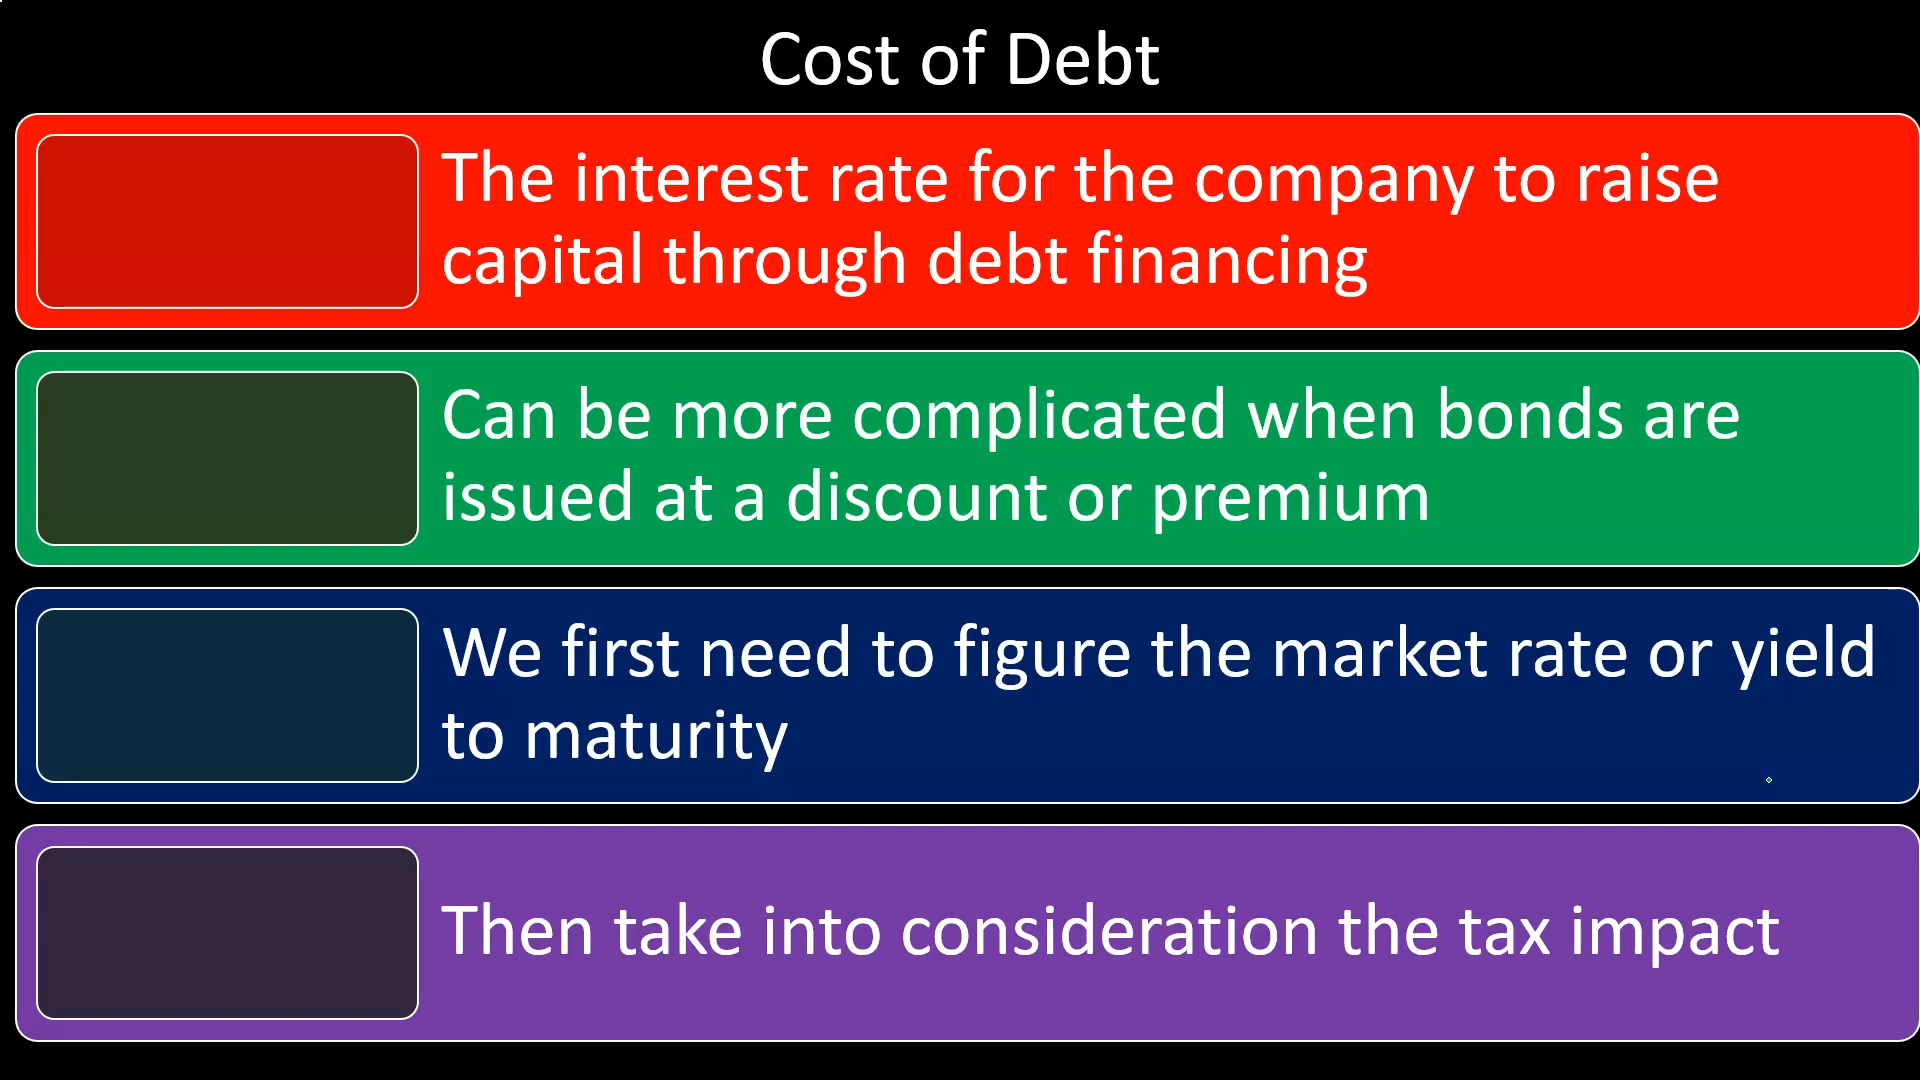 Cost of Debt
The interest rate for the company to raise
capital through debt financing
Can be more complicated when bonds are
issued at a discount or premium
We first need to figure the market rate or yield
to maturity
Then take into consideration the tax impact